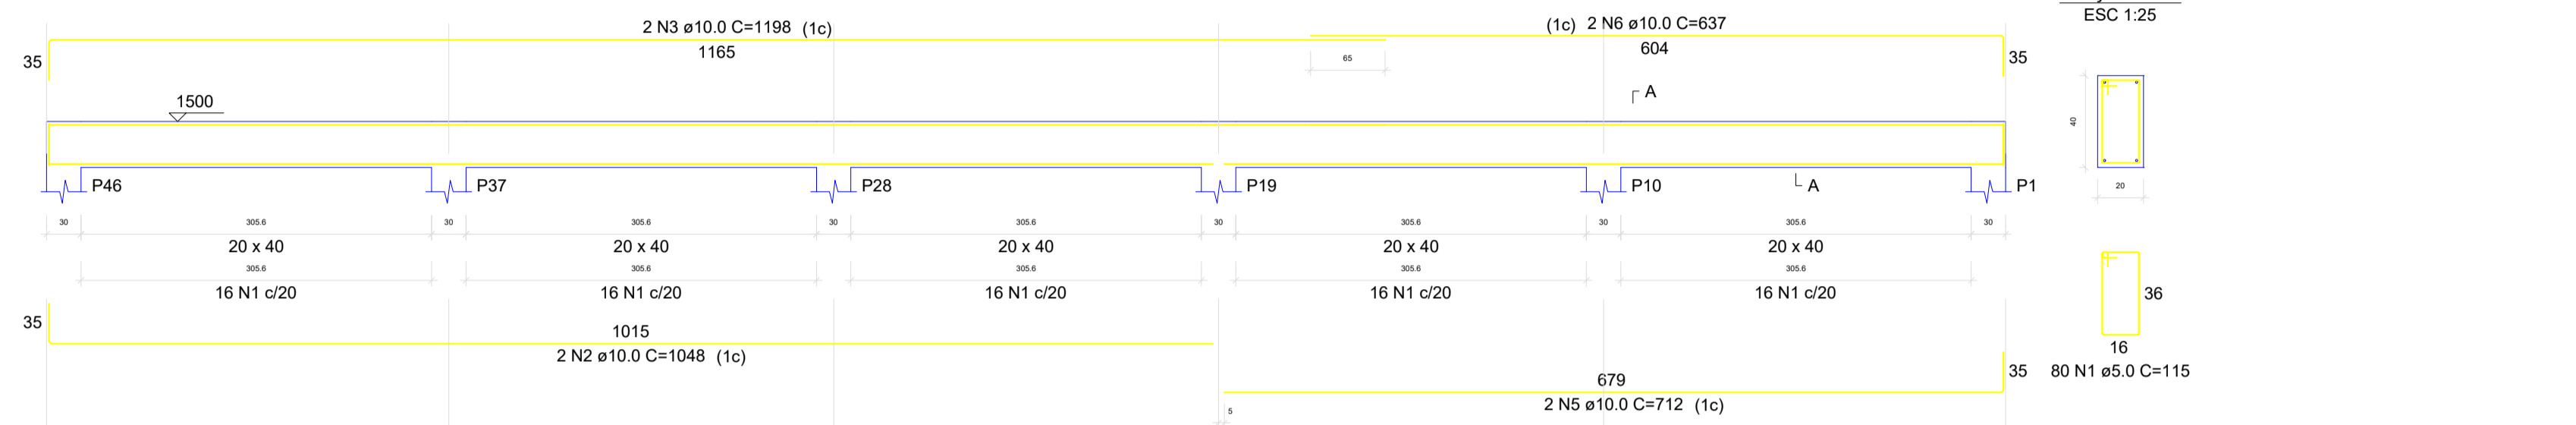 2 N3 ø10.0 C=1198 (1c)
1165
35
(1c) 2 N6 ø10.0 C=637
604
65
35
ESC 1:25
1500
A
40
20
P46
P37
P28
P19
P10
A
P1
30
305.6
30
305.6
30
305.6
30
305.6
30
305.6
30
20 x 40
20 x 40
20 x 40
20 x 40
20 x 40
305.6
305.6
305.6
305.6
305.6
16 N1 c/20
16 N1 c/20
16 N1 c/20
16 N1 c/20
16 N1 c/20
36
16
80 N1 ø5.0 C=115
35
1015
2 N2 ø10.0 C=1048 (1c)
679
35
2 N5 ø10.0 C=712 (1c)
5